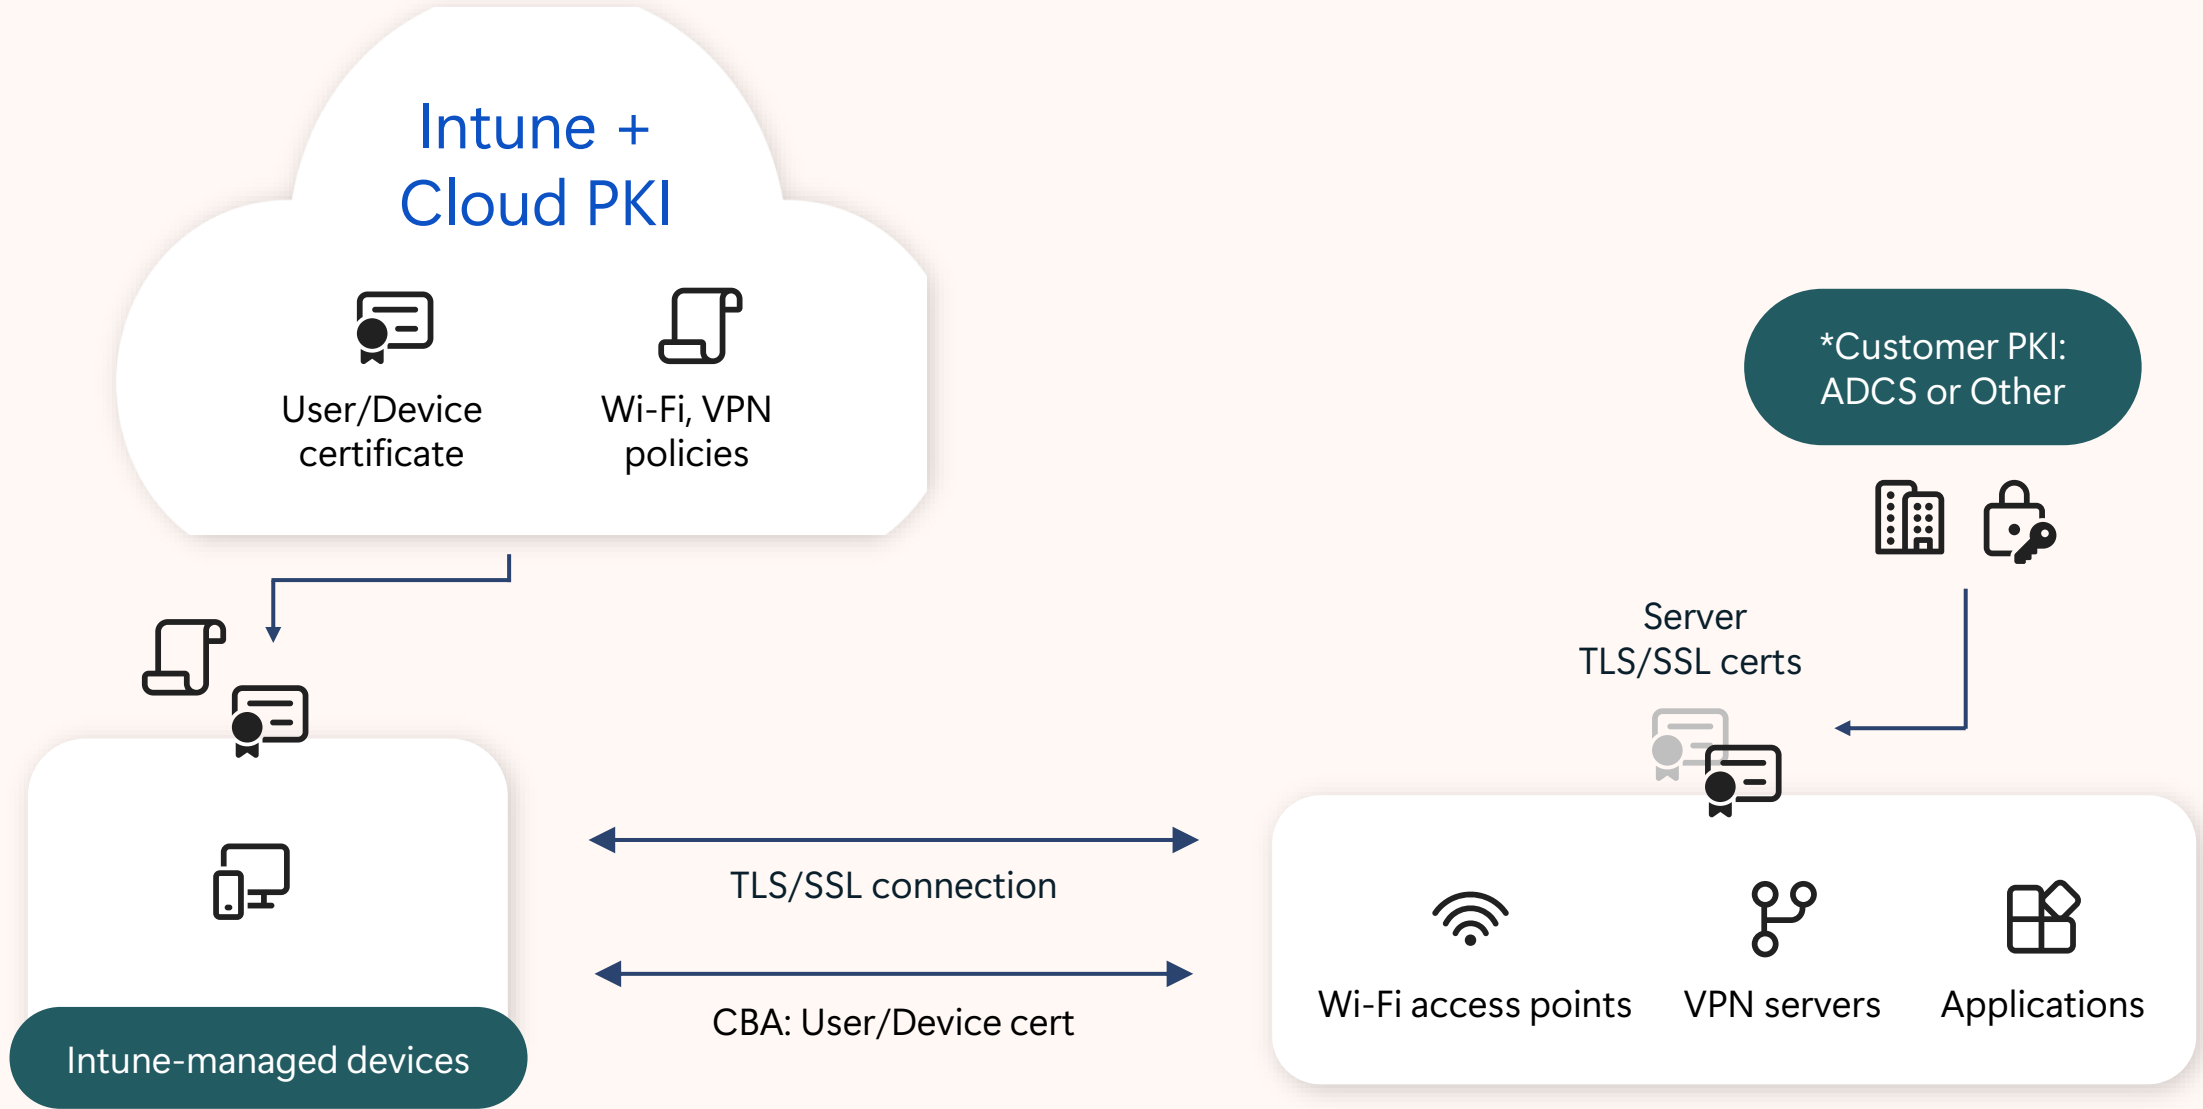 Intune +
Cloud PKI
User/Device
certificate
Wi-Fi, VPN
policies
*Customer PKI:
ADCS or Other
Server
TLS/SSL certs
TLS/SSL connection
CBA: User/Device cert
Intune-managed devices
Wi-Fi access points
VPN servers
Applications